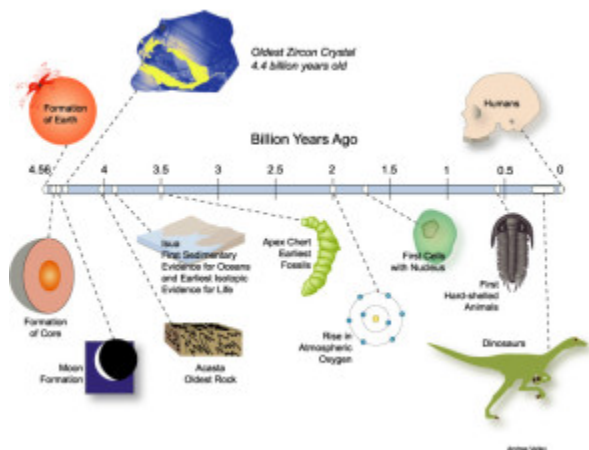 Oldest Zircon Crystal
4.4 billion years old
Formation
of Earth
Humans
Billion Years Ago
4.56
4
3.5
3
2.5
2
1.5
1
0.5
0
Isua
First Sedimentary
Evidence for Oceans
and Earliest Isotopic
Evidence for Life
Apex Chert
Earliest
Fossils
First Cells
with Nucleus
First
Hard-shelled
Animals
Formation
of Core
Moon
Formation
Acasta
Oldest Rock
Rise in
Atmospheric
Oxygen
Dinosaurs